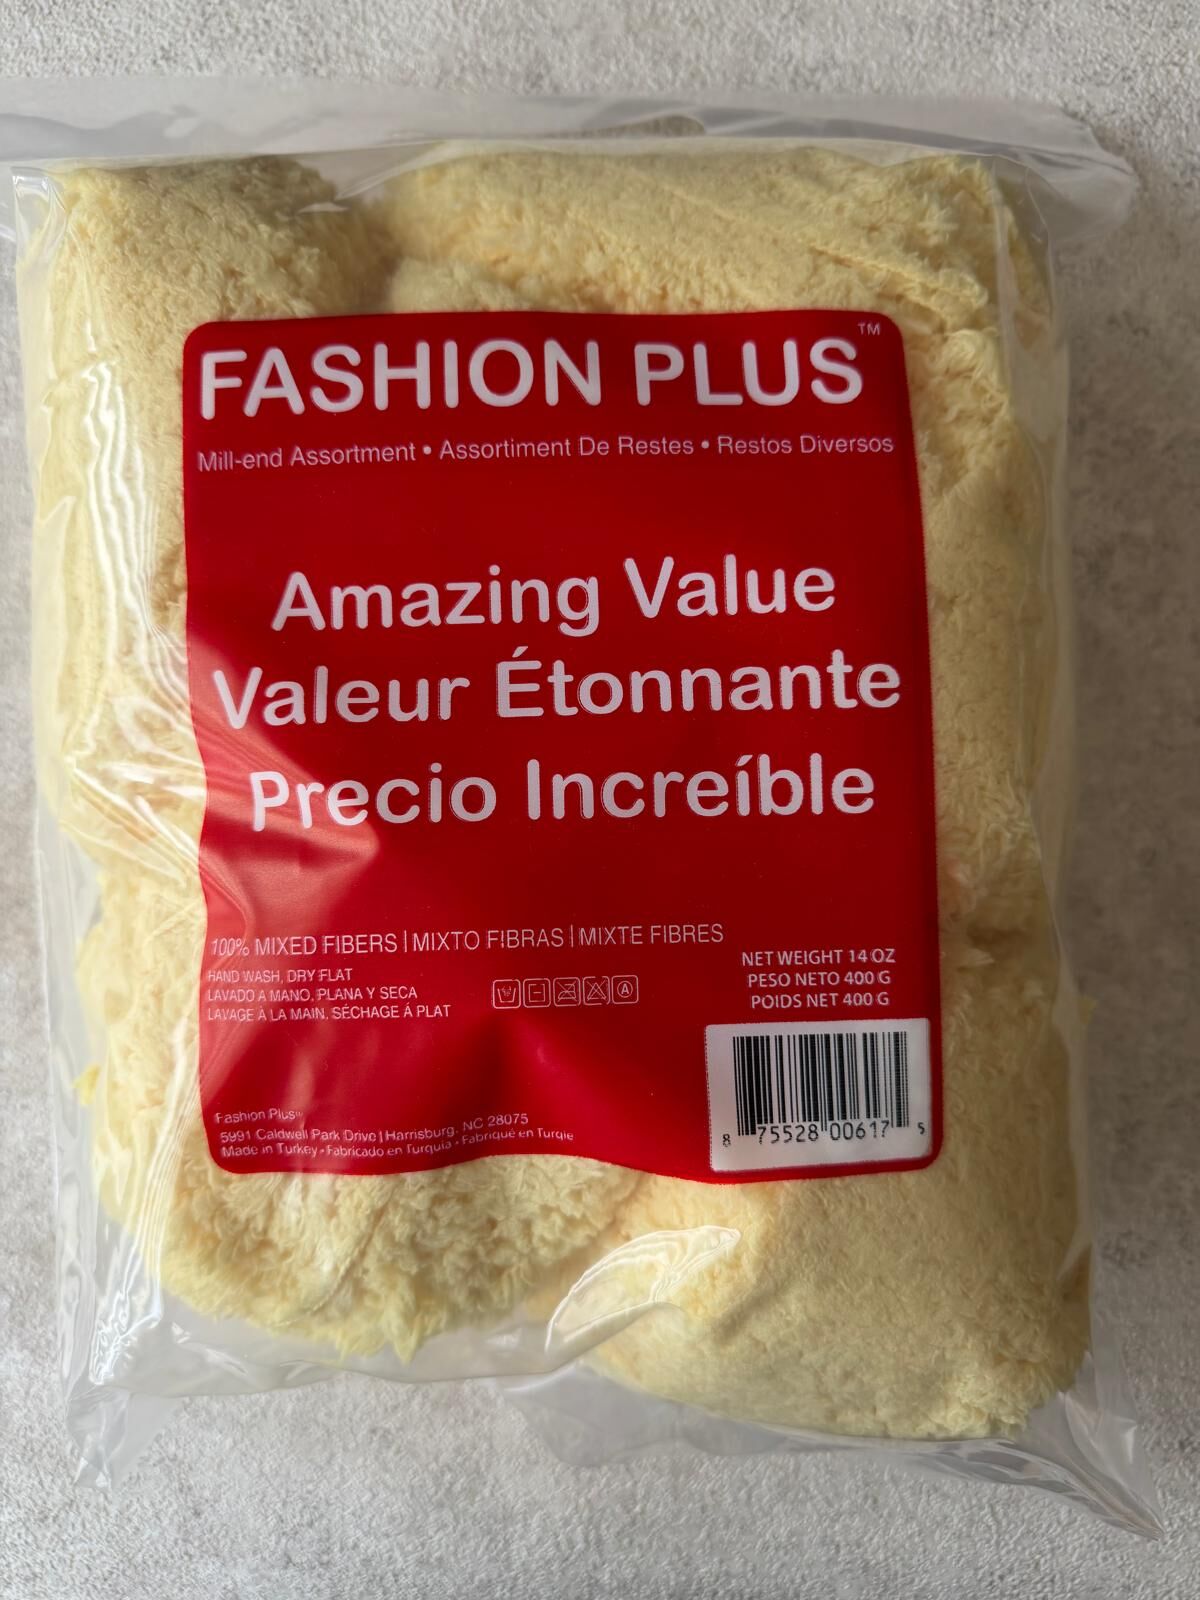 FASHION PLUS™
Mill-end Assortment • Assortiment De Restes • Restos Diversos
Amazing Value
Valeur Étonnante
Precio Increíble
100% MIXED FIBERS | MIXTO FIBRAS | MIXTE FIBRES
HAND WASH, DRY FLAT
LAVADO A MANO, PLANA Y SECA
LAVAGE À LA MAIN, SÉCHAGE Á PLAT
A
NET WEIGHT 14 OZ
PESO NETO 400 G
POIDS NET 400 G
8 75528 00617 5
Fashion Plus™
5991 Caldwell Park Drive | Harrisburg, NC 28075
Made in Turkey • Fabricado en Turquía • Fabriqué en Turqie